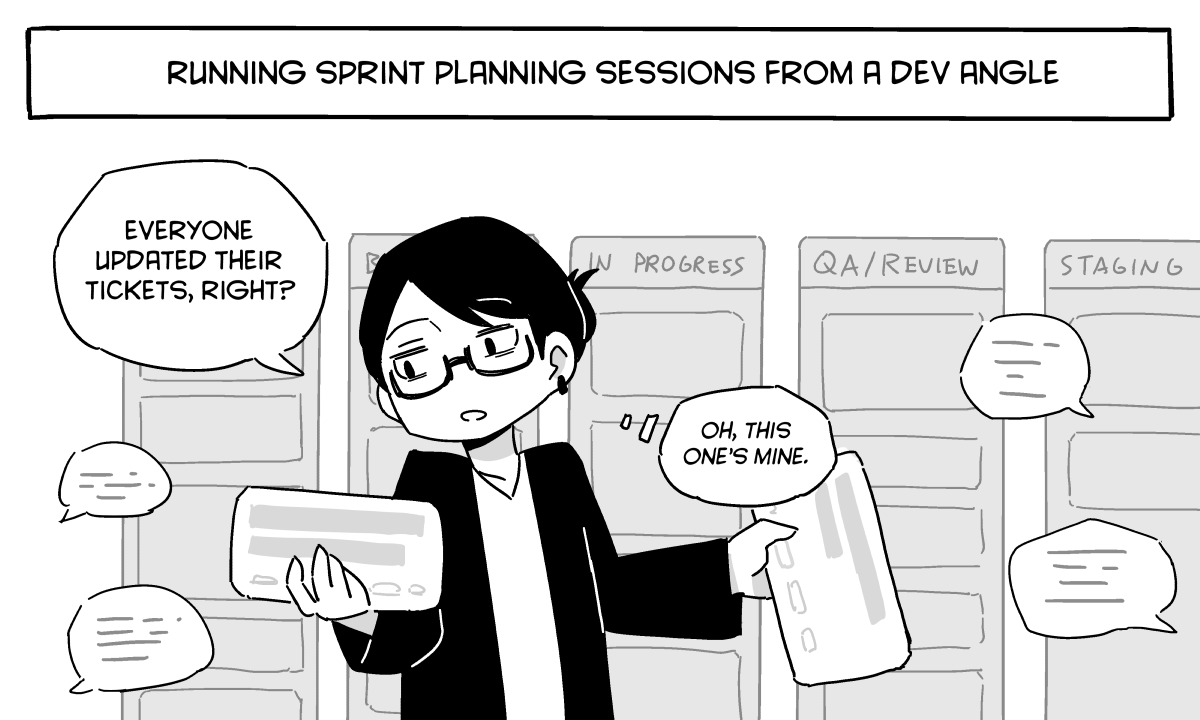 RUNNING SPRINT PLANNING SESSIONS FROM A DEV ANGLE
EVERYONE
UPDATED THEIR
TICKETS, RIGHT?
IN PROGRESS
QA/REVIEW
STAGING
OH, THIS
ONE'S MINE.